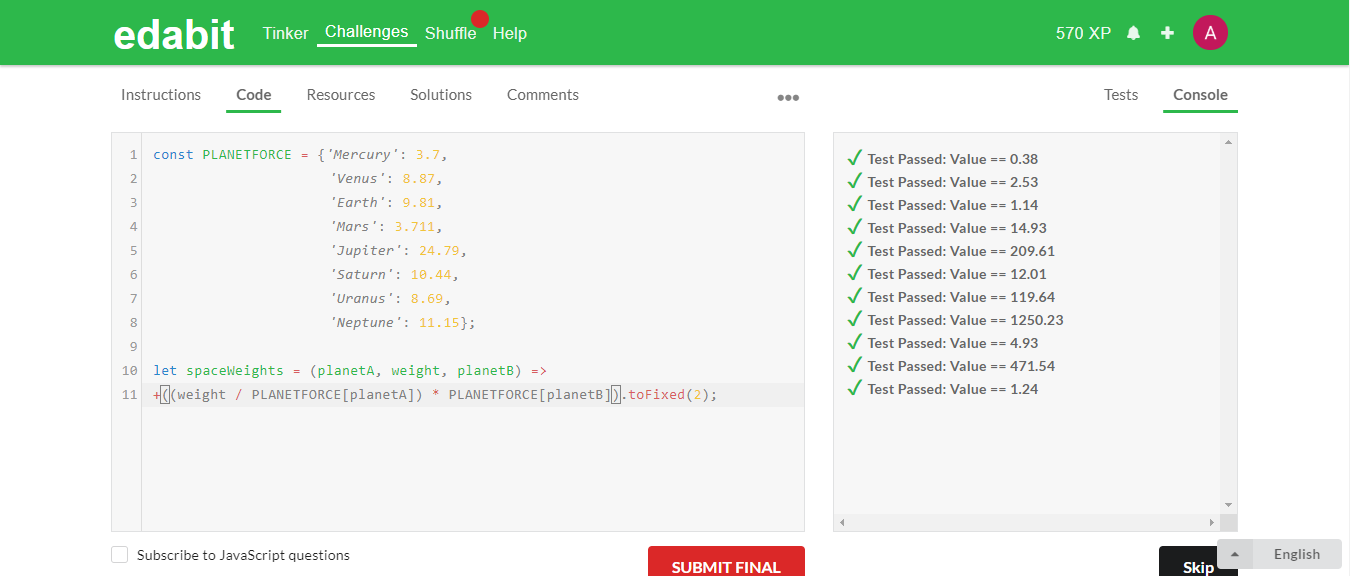 edabit Tinker Challenges Shuffle Help 570 XP A
Instructions Code Resources Solutions Comments Tests Console
1 const PLANETFORCE = {'Mercury': 3.7,
2 'Venus': 8.87,
3 'Earth': 9.81,
4 'Mars': 3.711,
5 'Jupiter': 24.79,
6 'Saturn': 10.44,
7 'Uranus': 8.69,
8 'Neptune': 11.15};
9
10 let spaceWeights = (planetA, weight, planetB) =>
11 +((weight / PLANETFORCE[planetA]) * PLANETFORCE[planetB]).toFixed(2);
Test Passed: Value == 0.38
Test Passed: Value == 2.53
Test Passed: Value == 1.14
Test Passed: Value == 14.93
Test Passed: Value == 209.61
Test Passed: Value == 12.01
Test Passed: Value == 119.64
Test Passed: Value == 1250.23
Test Passed: Value == 4.93
Test Passed: Value == 471.54
Test Passed: Value == 1.24
Subscribe to JavaScript questions
SUBMIT FINAL
Skip
English